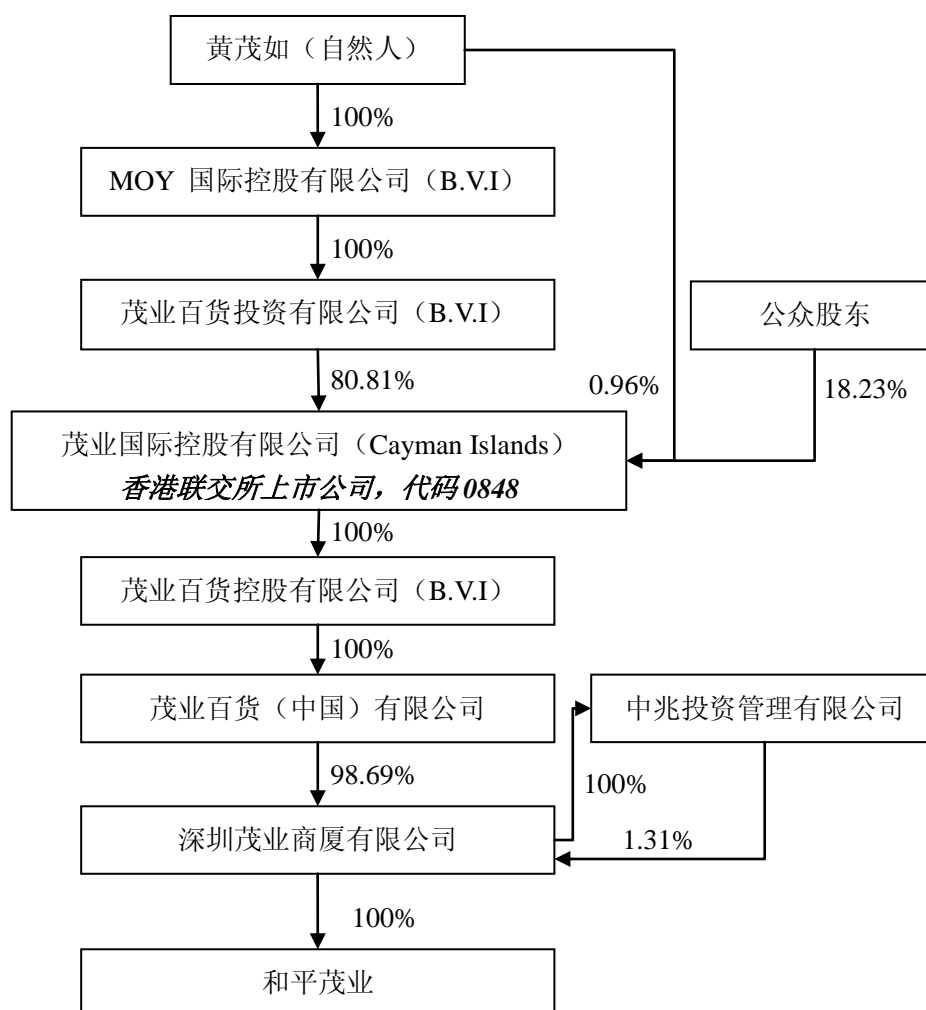 黄茂如（自然人）
100%
MOY 国际控股有限公司（B.V.I）
100%
茂业百货投资有限公司（B.V.I）
公众股东
80.81%
0.96%
18.23%
茂业国际控股有限公司（Cayman Islands）
香港联交所上市公司，代码0848
100%
茂业百货控股有限公司（B.V.I）
100%
茂业百货（中国）有限公司
中兆投资管理有限公司
98.69%
100%
深圳茂业商厦有限公司
1.31%
100%
和平茂业